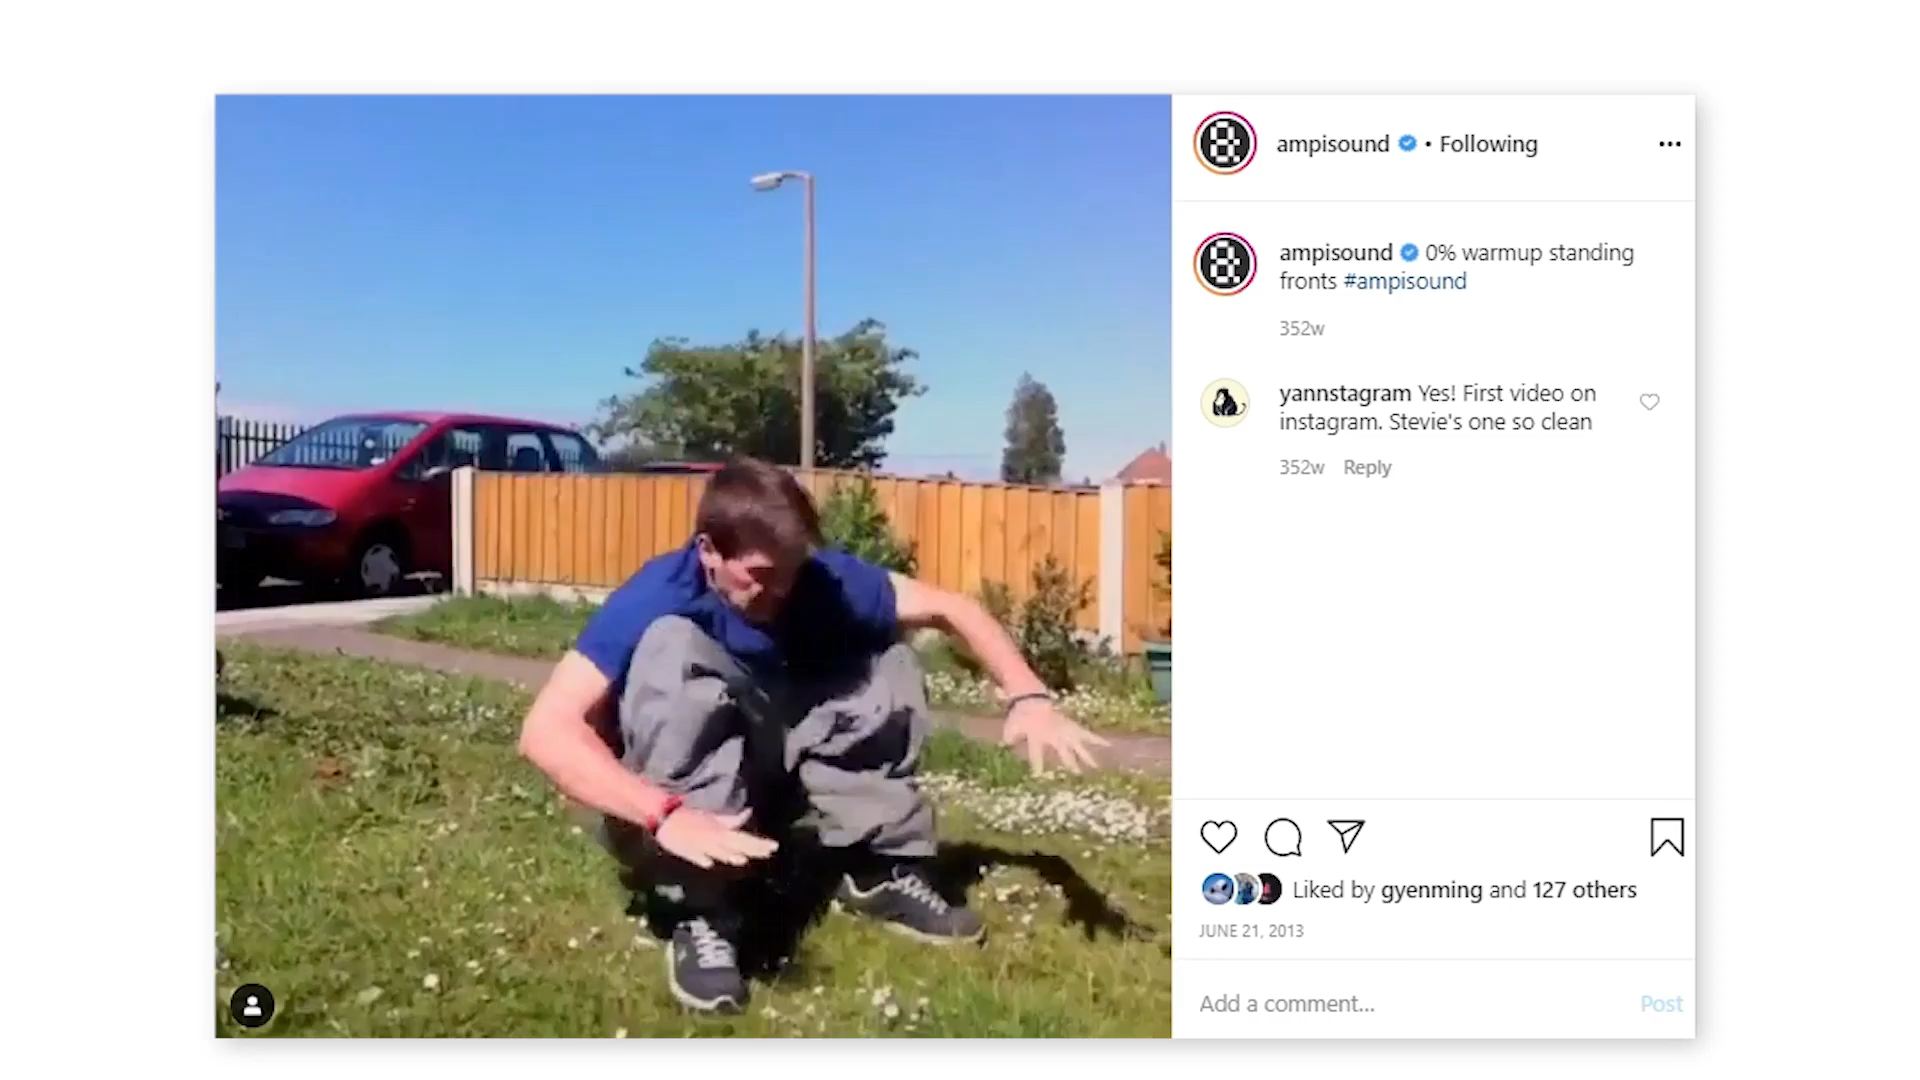 ampisound • Following
ampisound 0% warmup standing
fronts #ampisound
352w
yannstagram Yes! First video on
instagram. Stevie's one so clean
352w Reply
Liked by gyenming and 127 others
JUNE 21, 2013
Add a comment... Post